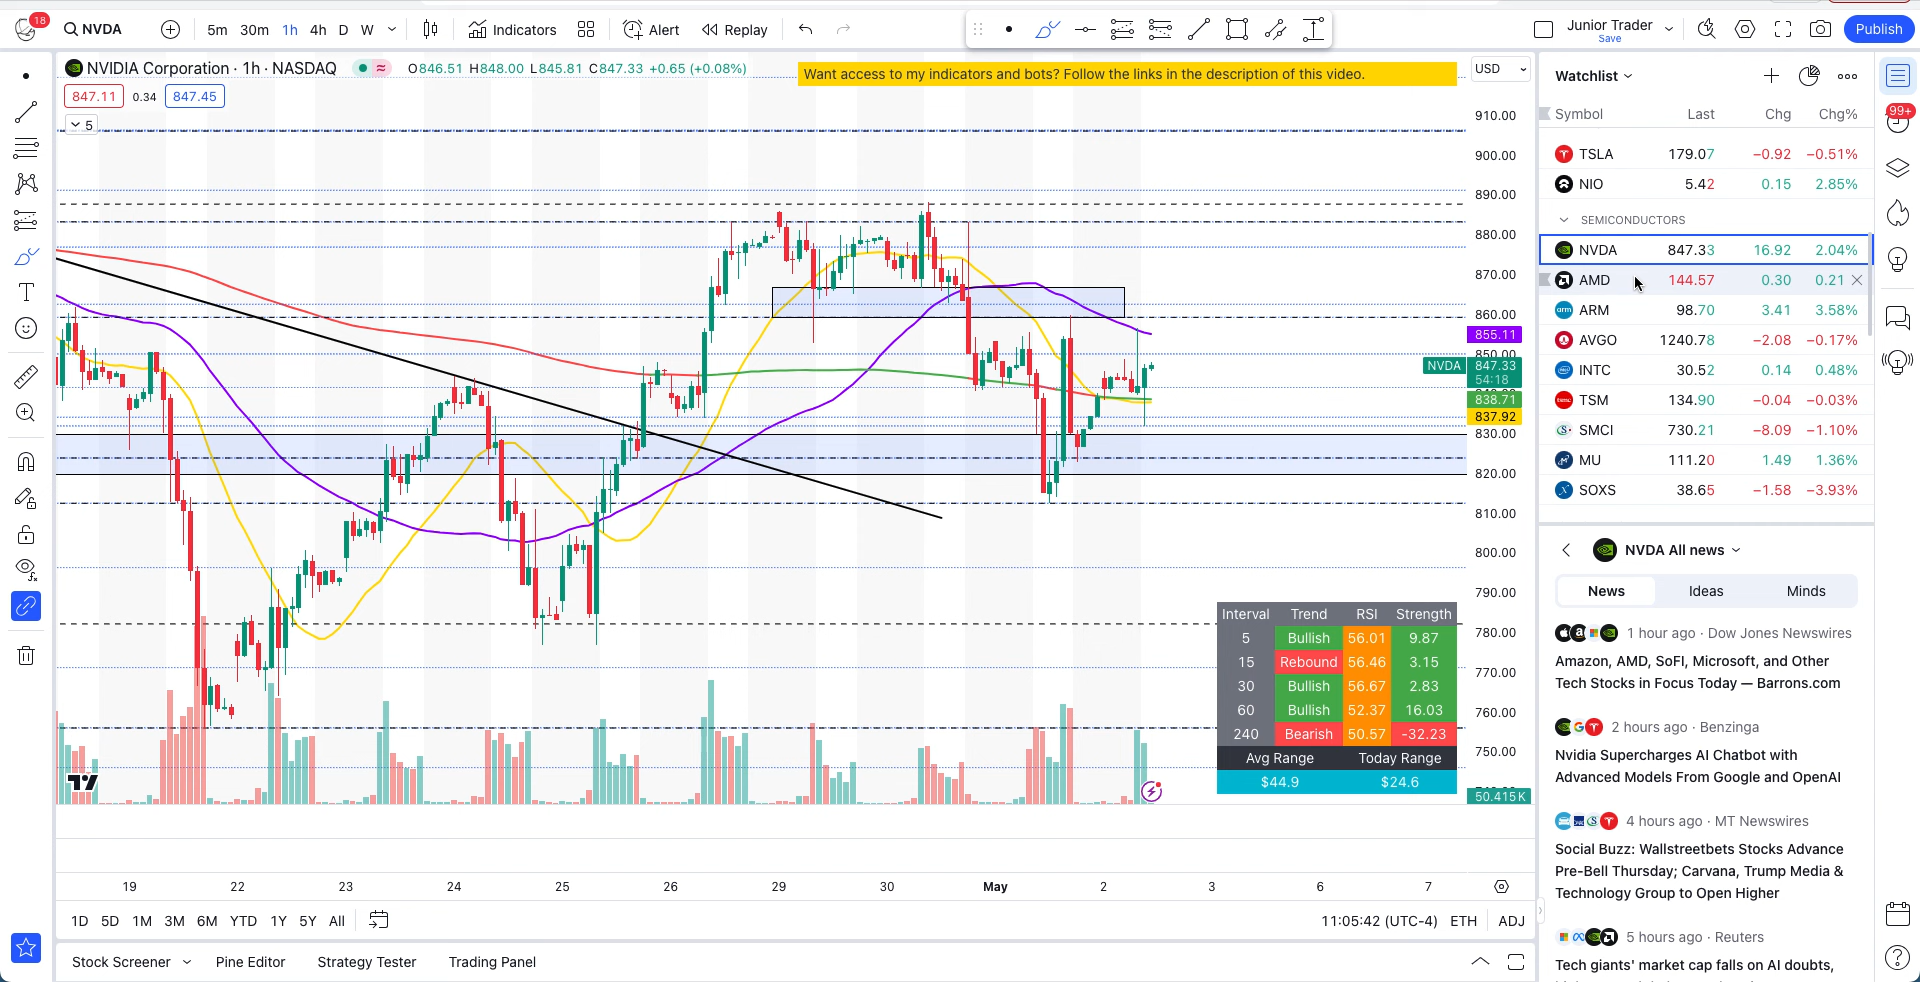 18
NVDA
5m 30m 1h 4h D W
Indicators
Alert
Replay
Junior Trader
Save
Publish
NVIDIA Corporation · 1h · NASDAQ
O846.51 H848.00 L845.81 C847.33 +0.65 (+0.08%)
847.11 0.34 847.45
5
Want access to my indicators and bots? Follow the links in the description of this video.
USD
910.00
900.00
890.00
880.00
870.00
860.00
855.11
850.00
NVDA 847.33
54:18
838.71
837.92
830.00
820.00
810.00
800.00
790.00
780.00
770.00
760.00
750.00
50.415K
Interval Trend RSI Strength
5 Bullish 56.01 9.87
15 Rebound 56.46 3.15
30 Bullish 56.67 2.83
60 Bullish 52.37 16.03
240 Bearish 50.57 -32.23
Avg Range Today Range
$44.9 $24.6
19 22 23 24 25 26 29 30 May 2 3 6 7
1D 5D 1M 3M 6M YTD 1Y 5Y All
11:05:42 (UTC-4) ETH ADJ
Stock Screener Pine Editor Strategy Tester Trading Panel
Watchlist
Symbol Last Chg Chg%
TSLA 179.07 −0.92 −0.51%
NIO 5.42 0.15 2.85%
SEMICONDUCTORS
NVDA 847.33 16.92 2.04%
AMD 144.57 0.30 0.21
ARM 98.70 3.41 3.58%
AVGO 1240.78 −2.08 −0.17%
INTC 30.52 0.14 0.48%
TSM 134.90 −0.04 −0.03%
SMCI 730.21 −8.09 −1.10%
MU 111.20 1.49 1.36%
SOXS 38.65 −1.58 −3.93%
99+
NVDA All news
News Ideas Minds
1 hour ago · Dow Jones Newswires
Amazon, AMD, SoFI, Microsoft, and Other
Tech Stocks in Focus Today — Barrons.com
2 hours ago · Benzinga
Nvidia Supercharges AI Chatbot with
Advanced Models From Google and OpenAI
4 hours ago · MT Newswires
Social Buzz: Wallstreetbets Stocks Advance
Pre-Bell Thursday; Carvana, Trump Media &
Technology Group to Open Higher
5 hours ago · Reuters
Tech giants' market cap falls on AI doubts,